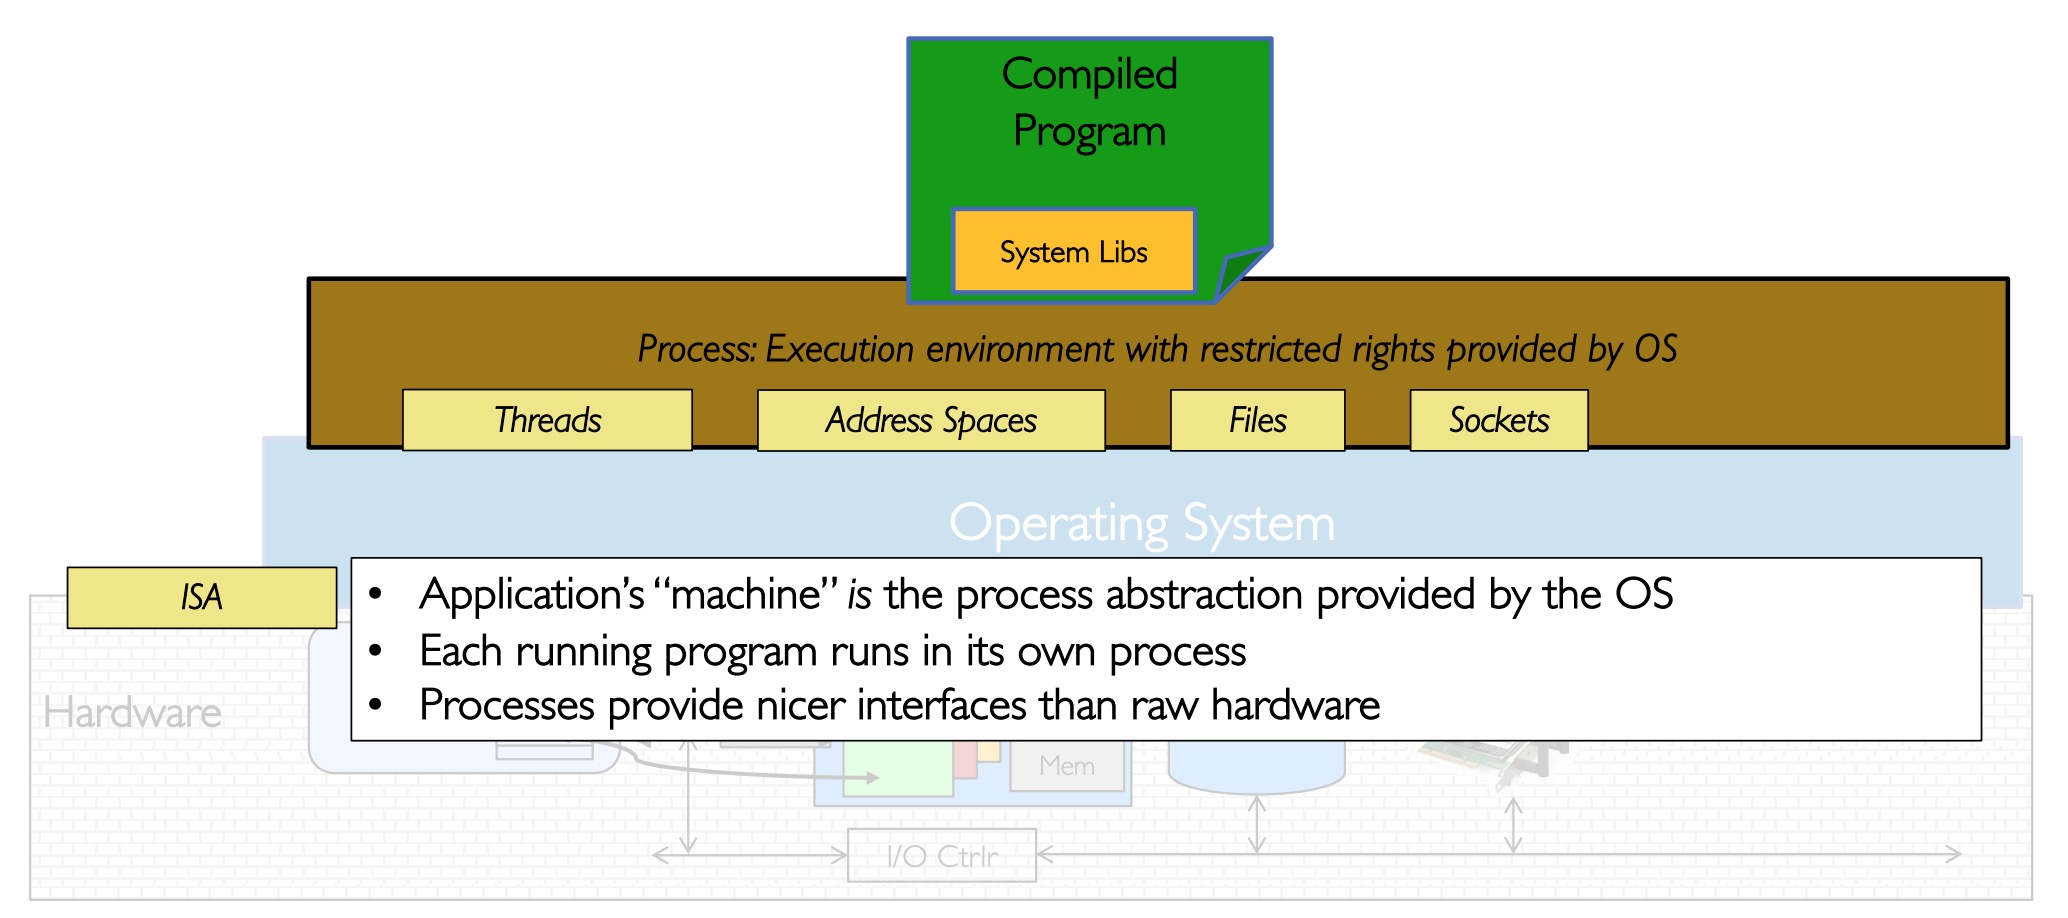 Compiled
Program
System Libs
Process: Execution environment with restricted rights provided by OS
Threads
Address Spaces
Files
Sockets
Operating System
ISA
• Application’s “machine” is the process abstraction provided by the OS
• Each running program runs in its own process
• Processes provide nicer interfaces than raw hardware
Hardware
Mem
I/O Ctrlr